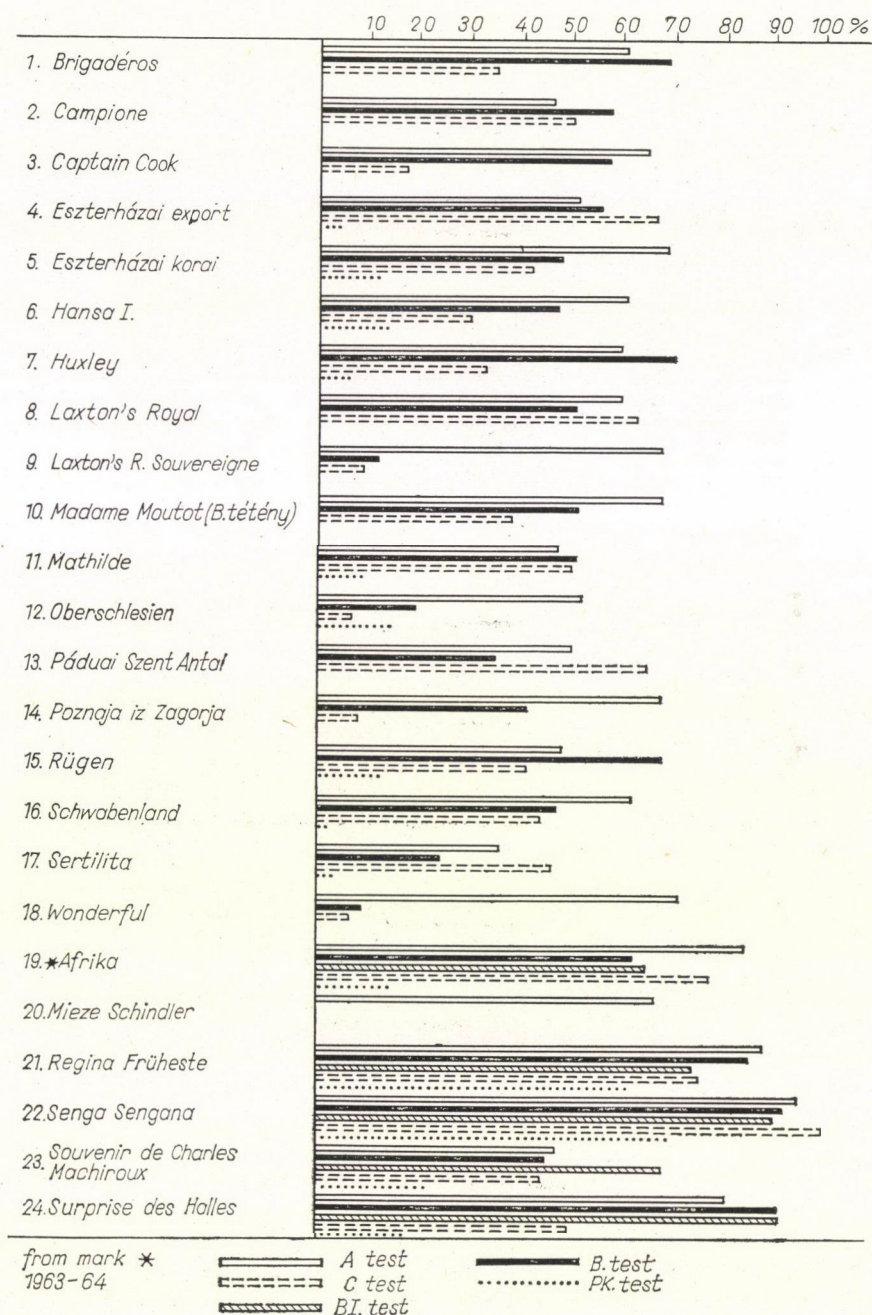 10 20 30 40 50 60 70 80 90 100 %
1. Brigadéros
2. Campione
3. Captain Cook
4. Eszterházai export
5. Eszterházai korai
6. Hansa I.
7. Huxley
8. Laxton's Royal
9. Laxton's R. Souvereigne
10. Madame Moutot (B.tétény)
11. Mathilde
12. Oberschlesien
13. Páduai Szent Antal
14. Poznaja iz Zagorja
15. Rügen
16. Schwabenland
17. Sertilita
18. Wonderful
19. *Afrika
20. Mieze Schindler
21. Regina Früheste
22. Senga Sengana
23. Souvenir de Charles
Machiroux
24. Surprise des Halles
from mark *
1963-64
A test
C test
BI. test
B. test
PK. test